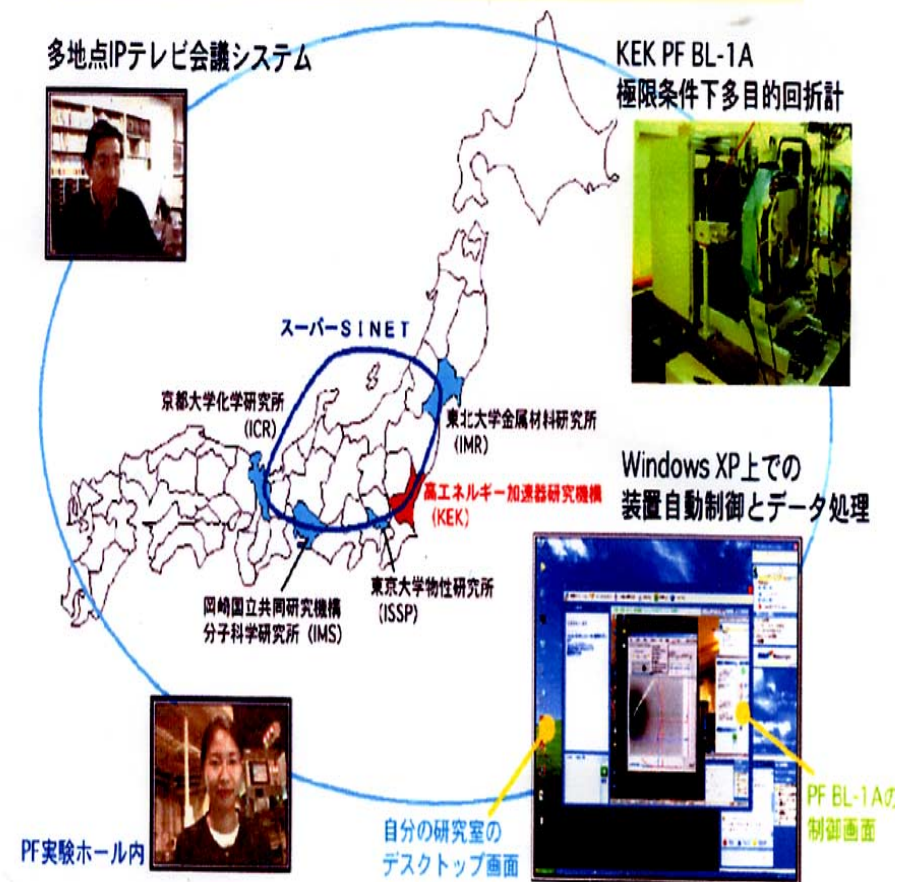 多地点IPテレビ会議システム
KEK PF BL-1A
極限条件下多目的回折計
スーパーSINET
京都大学化学研究所
(ICR)
東北大学金属材料研究所
(IMR)
高エネルギー加速器研究機構
(KEK)
Windows XP上での
装置自動制御とデータ処理
東京大学物性研究所
(ISSP)
岡崎国立共同研究機構
分子科学研究所 (IMS)
PF実験ホール内
自分の研究室の
デスクトップ画面
PF BL-1Aの
制御画面